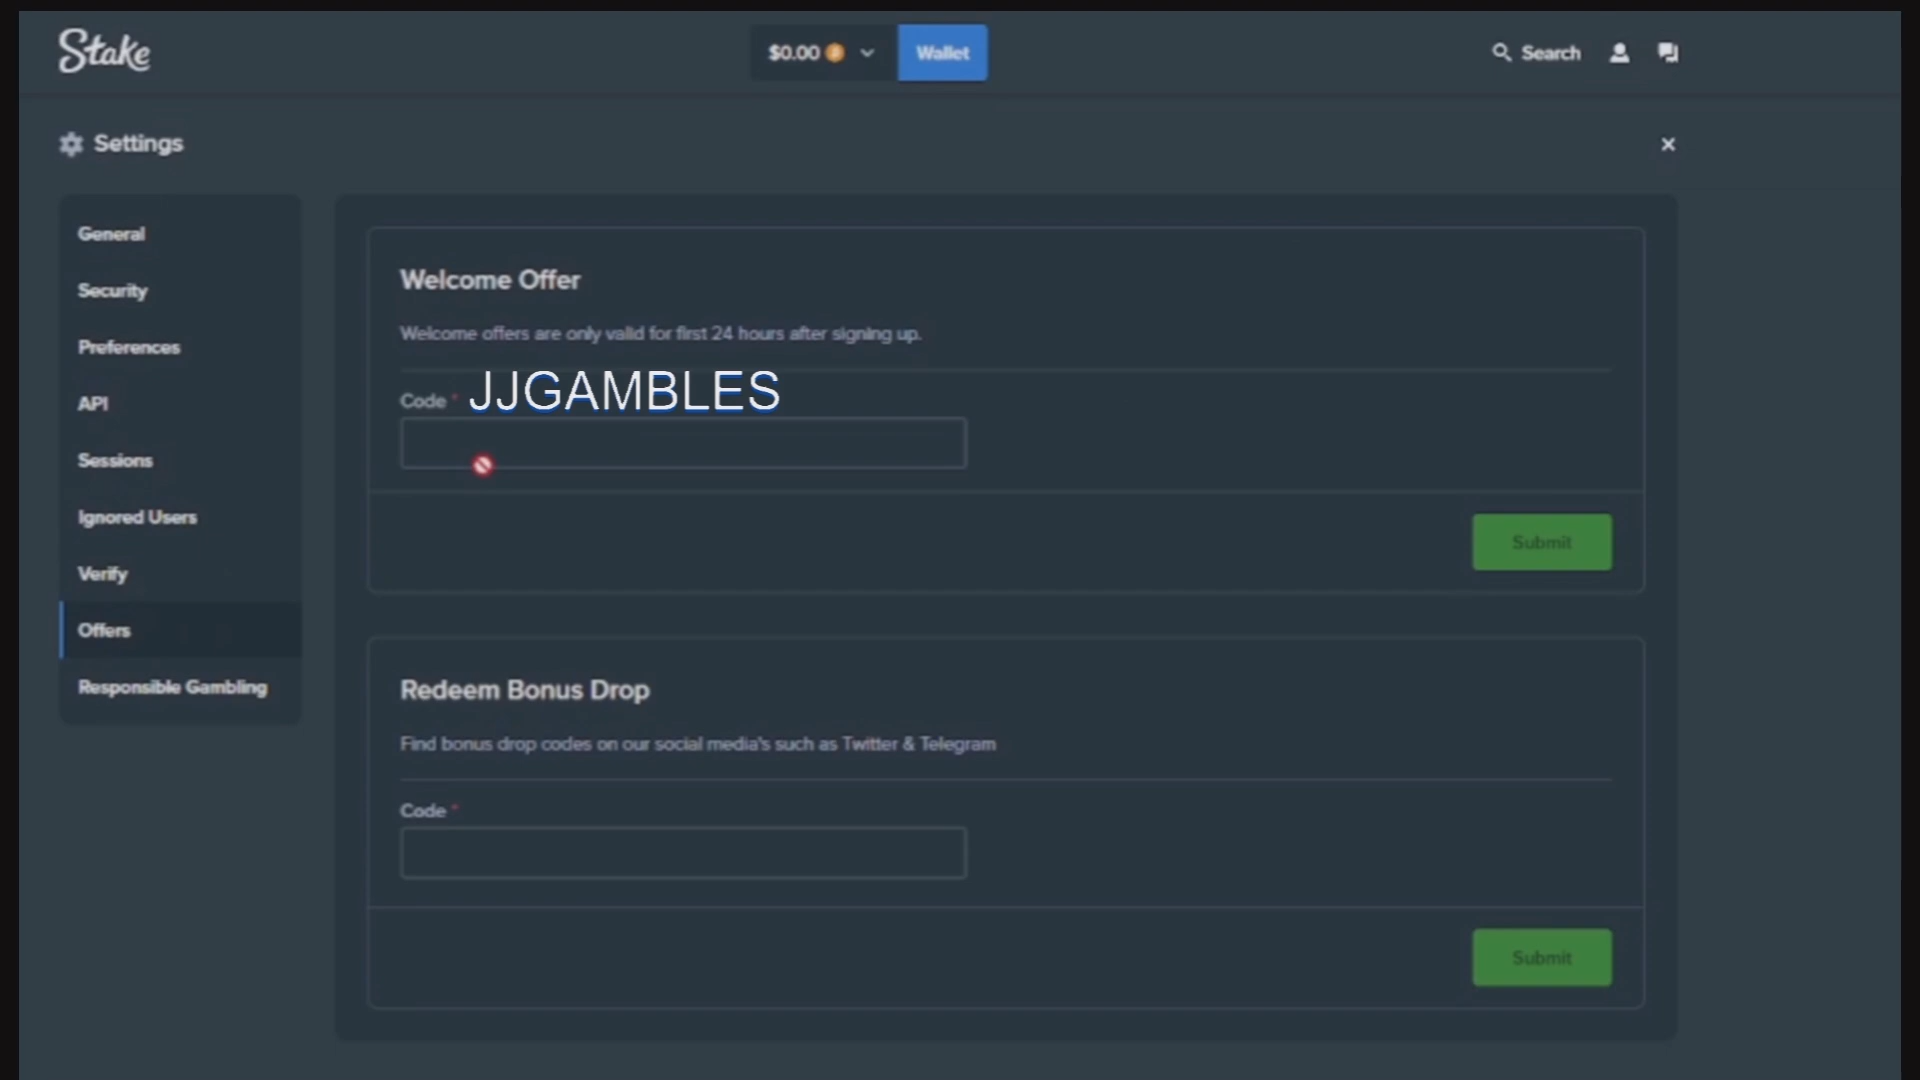 Stake
$0.00
Wallet
Search
Settings
General
Security
Preferences
API
Sessions
Ignored Users
Verify
Offers
Responsible Gambling
Welcome Offer
Welcome offers are only valid for first 24 hours after signing up.
Code *
JJGAMBLES
Submit
Redeem Bonus Drop
Find bonus drop codes on our social media's such as Twitter & Telegram
Code *
Submit